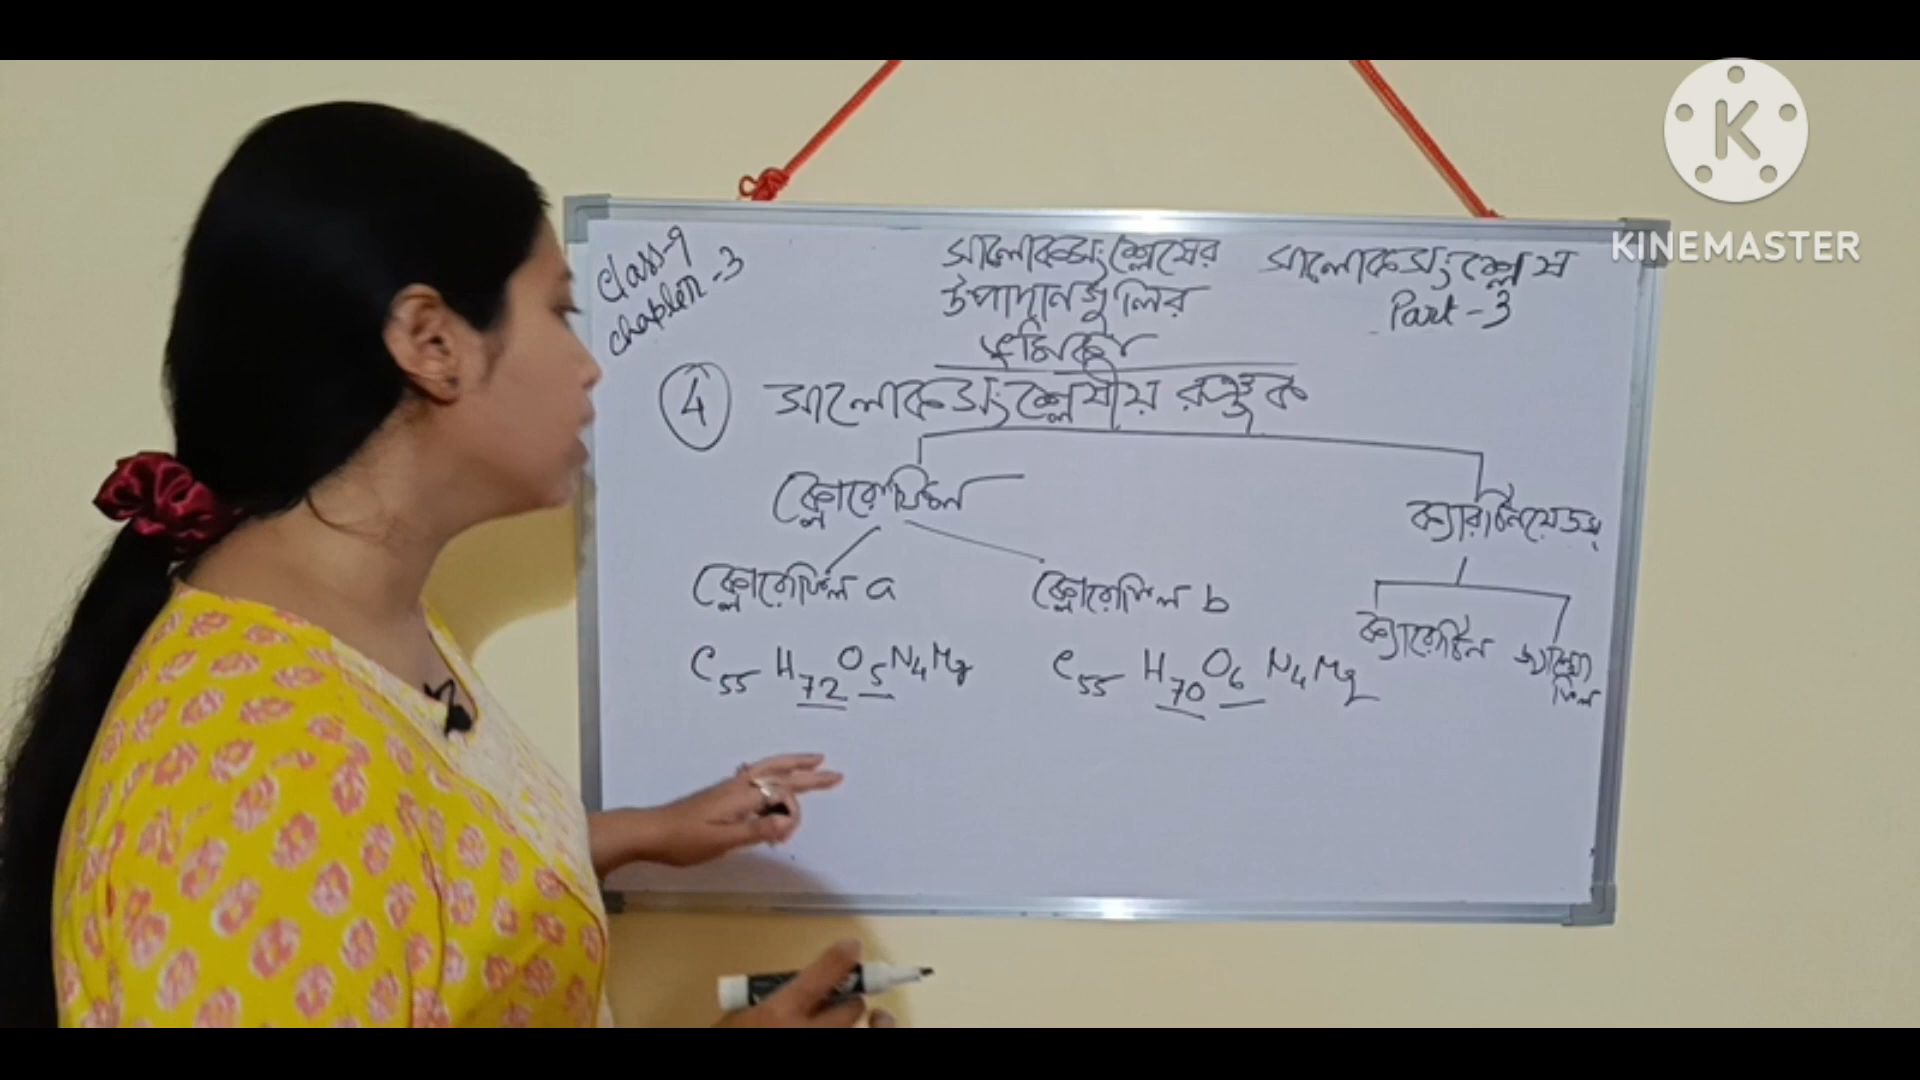 Class-9
Chapter-3
সালোকসংশ্লেষের
উপাদানগুলির
ভূমিকা
সালোকসংশ্লেষ
Part-3
4 সালোকসংশ্লেষীয় রঞ্জক
ক্লোরোফিল
ক্যারোটিনয়েডস্
ক্লোরোফিল a
ক্লোরোফিল b
ক্যারোটিন
জ্যান্থোফিল
C55 H72 O5 N4 Mg
C55 H70 O6 N4 Mg
K
KINEMASTER